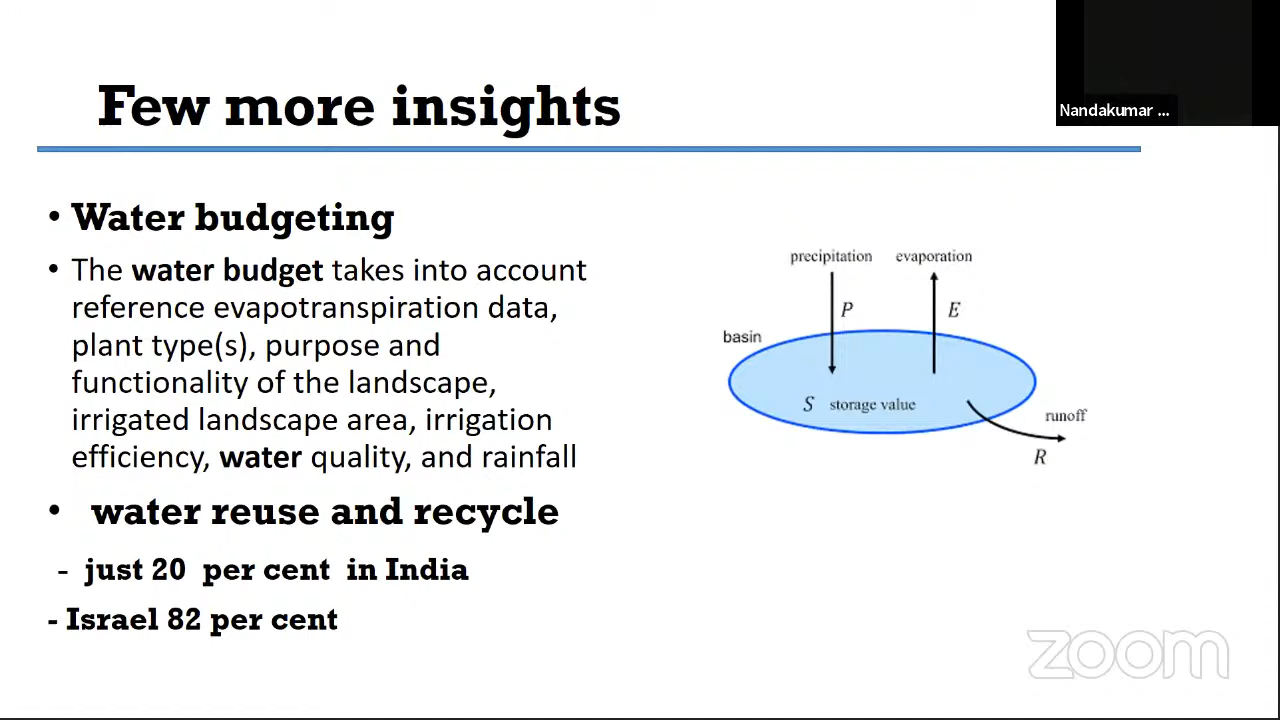 Few more insights
Nandakumar ...
• Water budgeting
• The water budget takes into account
reference evapotranspiration data,
plant type(s), purpose and
functionality of the landscape,
irrigated landscape area, irrigation
efficiency, water quality, and rainfall
• water reuse and recycle
- just 20 per cent in India
- Israel 82 per cent
precipitation evaporation
P E
basin
S storage value
runoff
R
zoom